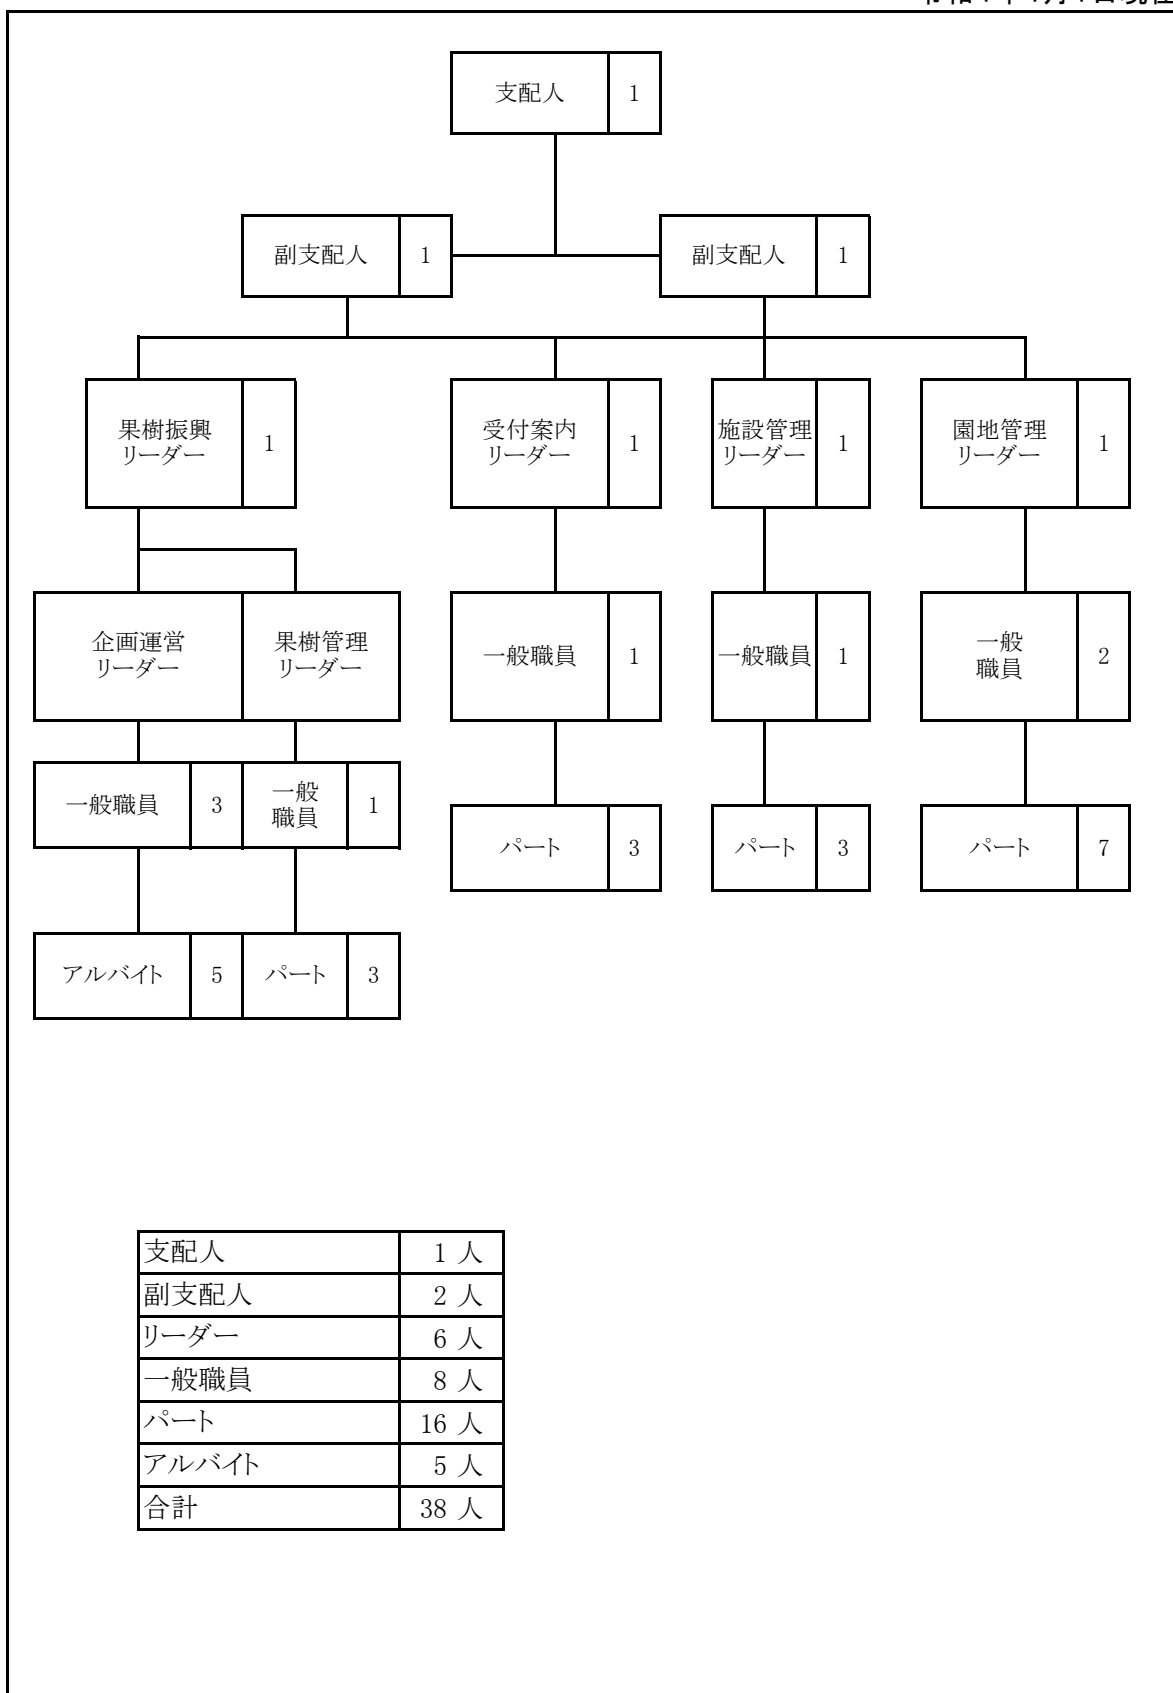 支配人 1
副支配人 1 副支配人 1
果樹振興
リーダー 1
受付案内
リーダー 1
施設管理
リーダー 1
園地管理
リーダー 1
企画運営
リーダー
果樹管理
リーダー
一般職員 1
一般職員 1
一般
職員 2
一般職員 3
一般
職員 1
パート 3
パート 3
パート 7
アルバイト 5
パート 3
支配人 1 人
副支配人 2 人
リーダー 6 人
一般職員 8 人
パート 16 人
アルバイト 5 人
合計 38 人